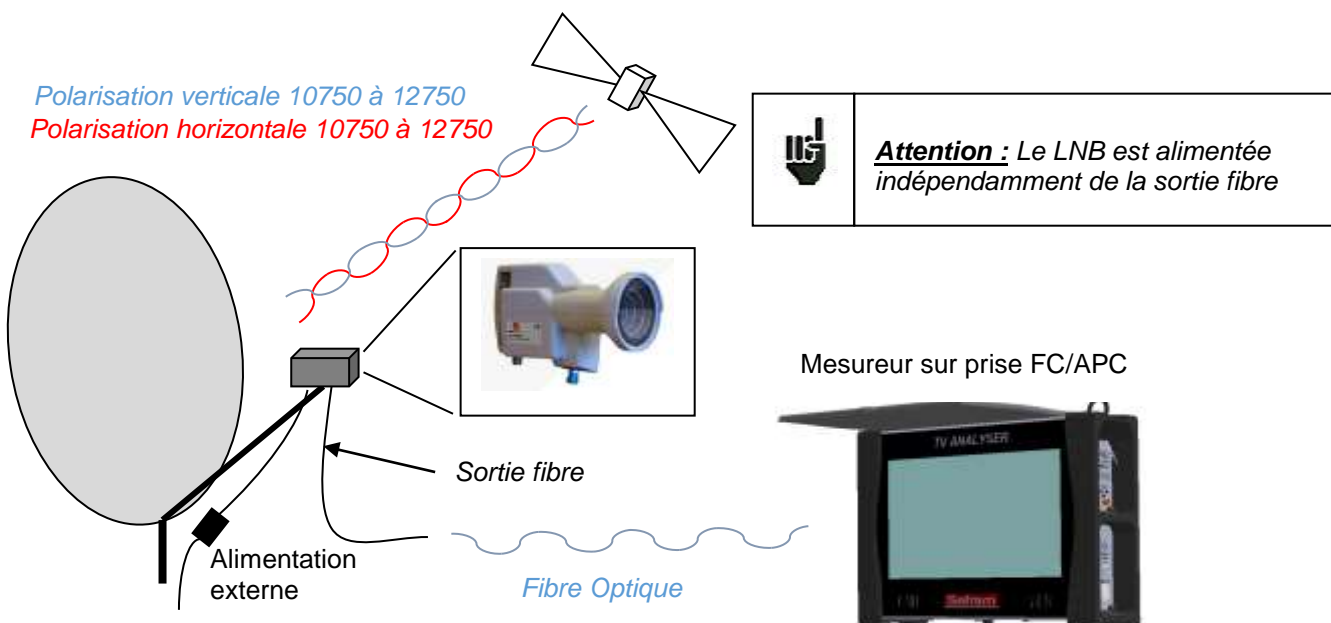 Polarisation verticale 10750 à 12750
Polarisation horizontale 10750 à 12750
Attention : Le LNB est alimentée
indépendamment de la sortie fibre
Mesureur sur prise FC/APC
TV ANALYSER
Sortie fibre
Alimentation
externe
Fibre Optique
Sefram